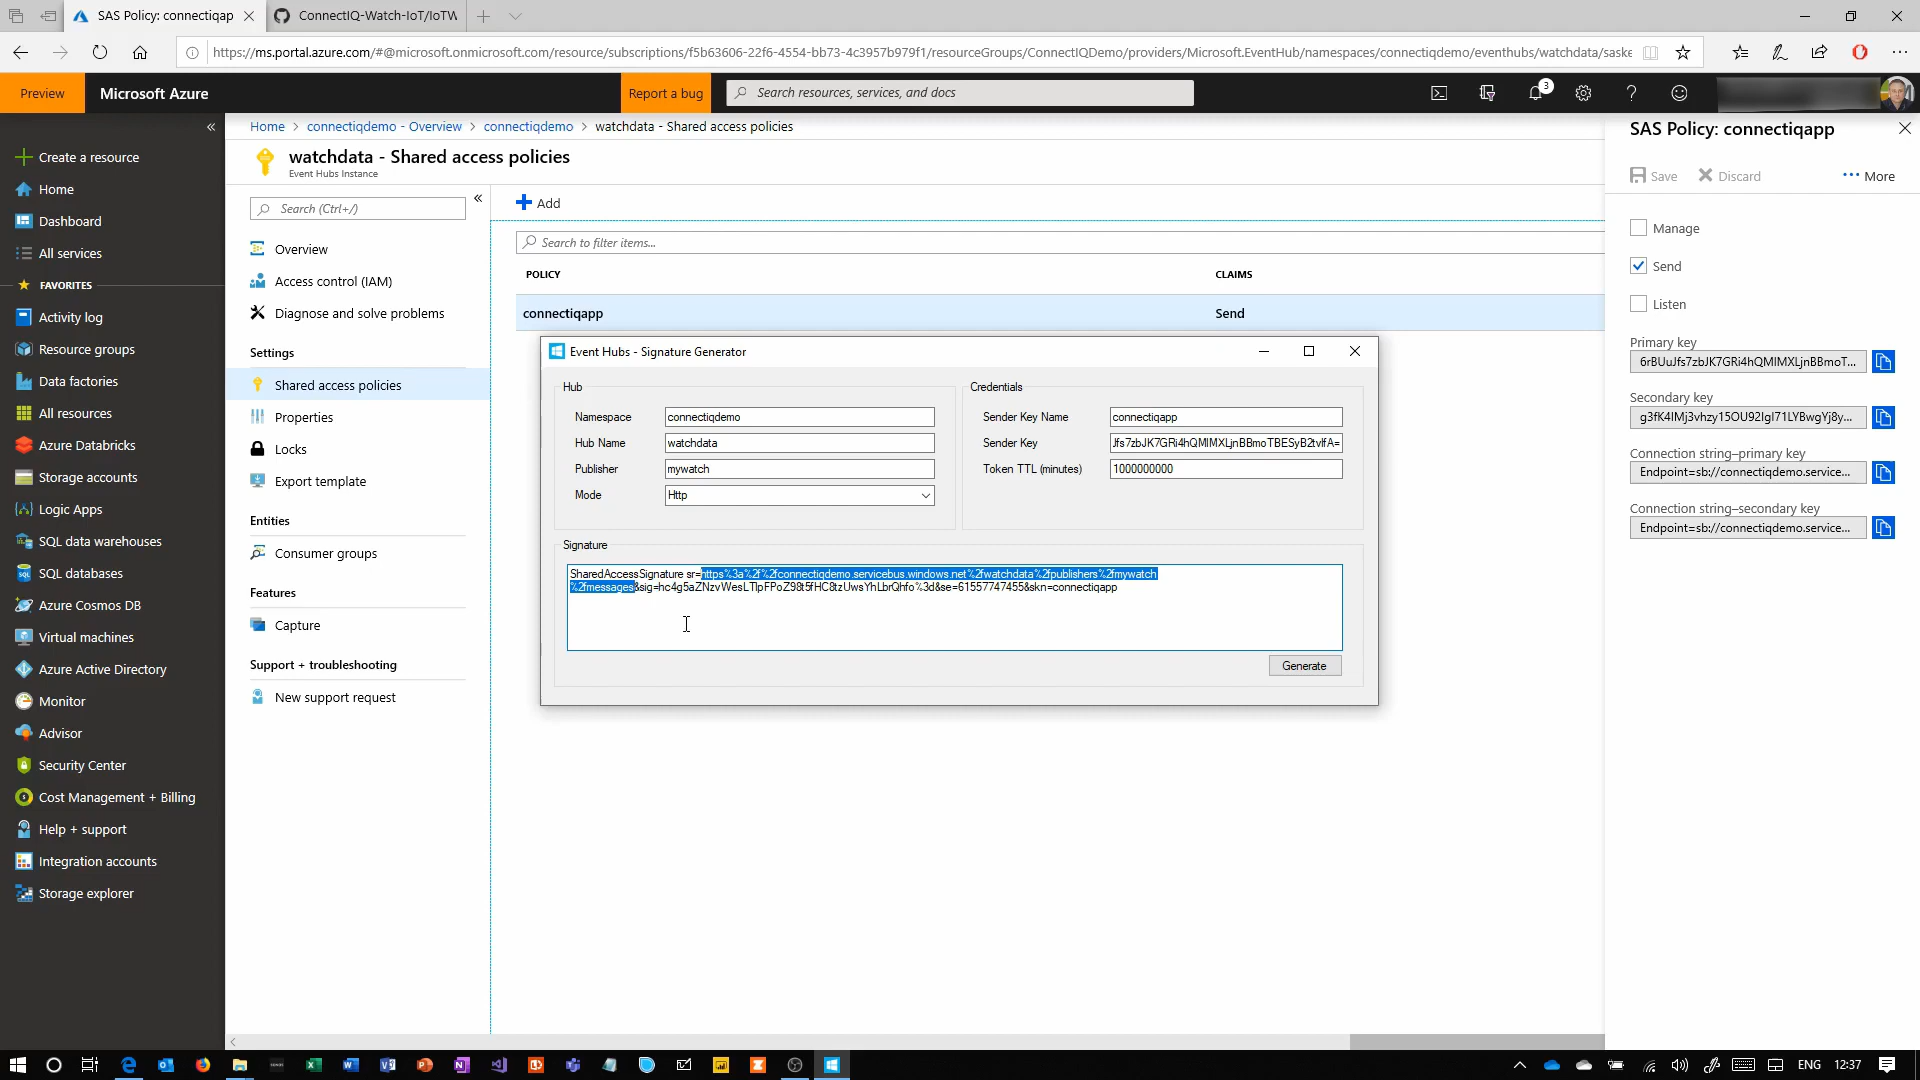 SAS Policy: connectiqapp
ConnectIQ-Watch-IoT/IoTW
https://ms.portal.azure.com/#@microsoft.onmicrosoft.com/resource/subscriptions/f5b63606-22f6-4554-bb73-4c3957b979f1/resourceGroups/ConnectIQDemo/providers/Microsoft.EventHub/namespaces/connectiqdemo/eventhubs/watchdata/saske
Preview
Microsoft Azure
Report a bug
Search resources, services, and docs
3
Create a resource
Home
Dashboard
All services
FAVORITES
Activity log
Resource groups
Data factories
All resources
Azure Databricks
Storage accounts
Logic Apps
SQL data warehouses
SQL databases
Azure Cosmos DB
Virtual machines
Azure Active Directory
Monitor
Advisor
Security Center
Cost Management + Billing
Help + support
Integration accounts
Storage explorer
Home > connectiqdemo - Overview > connectiqdemo > watchdata - Shared access policies
watchdata - Shared access policies
Event Hubs Instance
Search (Ctrl+/)
Overview
Access control (IAM)
Diagnose and solve problems
Settings
Shared access policies
Properties
Locks
Export template
Entities
Consumer groups
Features
Capture
Support + troubleshooting
New support request
Add
Search to filter items...
POLICY CLAIMS
connectiqapp Send
Event Hubs - Signature Generator
Hub
Namespace connectiqdemo
Hub Name watchdata
Publisher mywatch
Mode Http
Credentials
Sender Key Name connectiqapp
Sender Key Jfs7zbJK7GRi4hQMIMXLjnBBmoTBESyB2tvlfA=
Token TTL (minutes) 1000000000
Signature
SharedAccessSignature sr=https%3a%2f%2fconnectiqdemo.servicebus.windows.net%2fwatchdata%2fpublishers%2fmywatch
%2fmessages&sig=hc4g5aZNzvWesLTlpFPoZ98t5fHC8tzUwsYhLbrQhfo%3d&se=61557747455&skn=connectiqapp
Generate
SAS Policy: connectiqapp
Save
Discard
More
Manage
Send
Listen
Primary key
6rBUuJfs7zbJK7GRi4hQMIMXLjnBBmoT...
Secondary key
g3fK4IMj3vhzy15OU92Igl71LYBwgYj8y...
Connection string–primary key
Endpoint=sb://connectiqdemo.service...
Connection string–secondary key
Endpoint=sb://connectiqdemo.service...
ENG
12:37